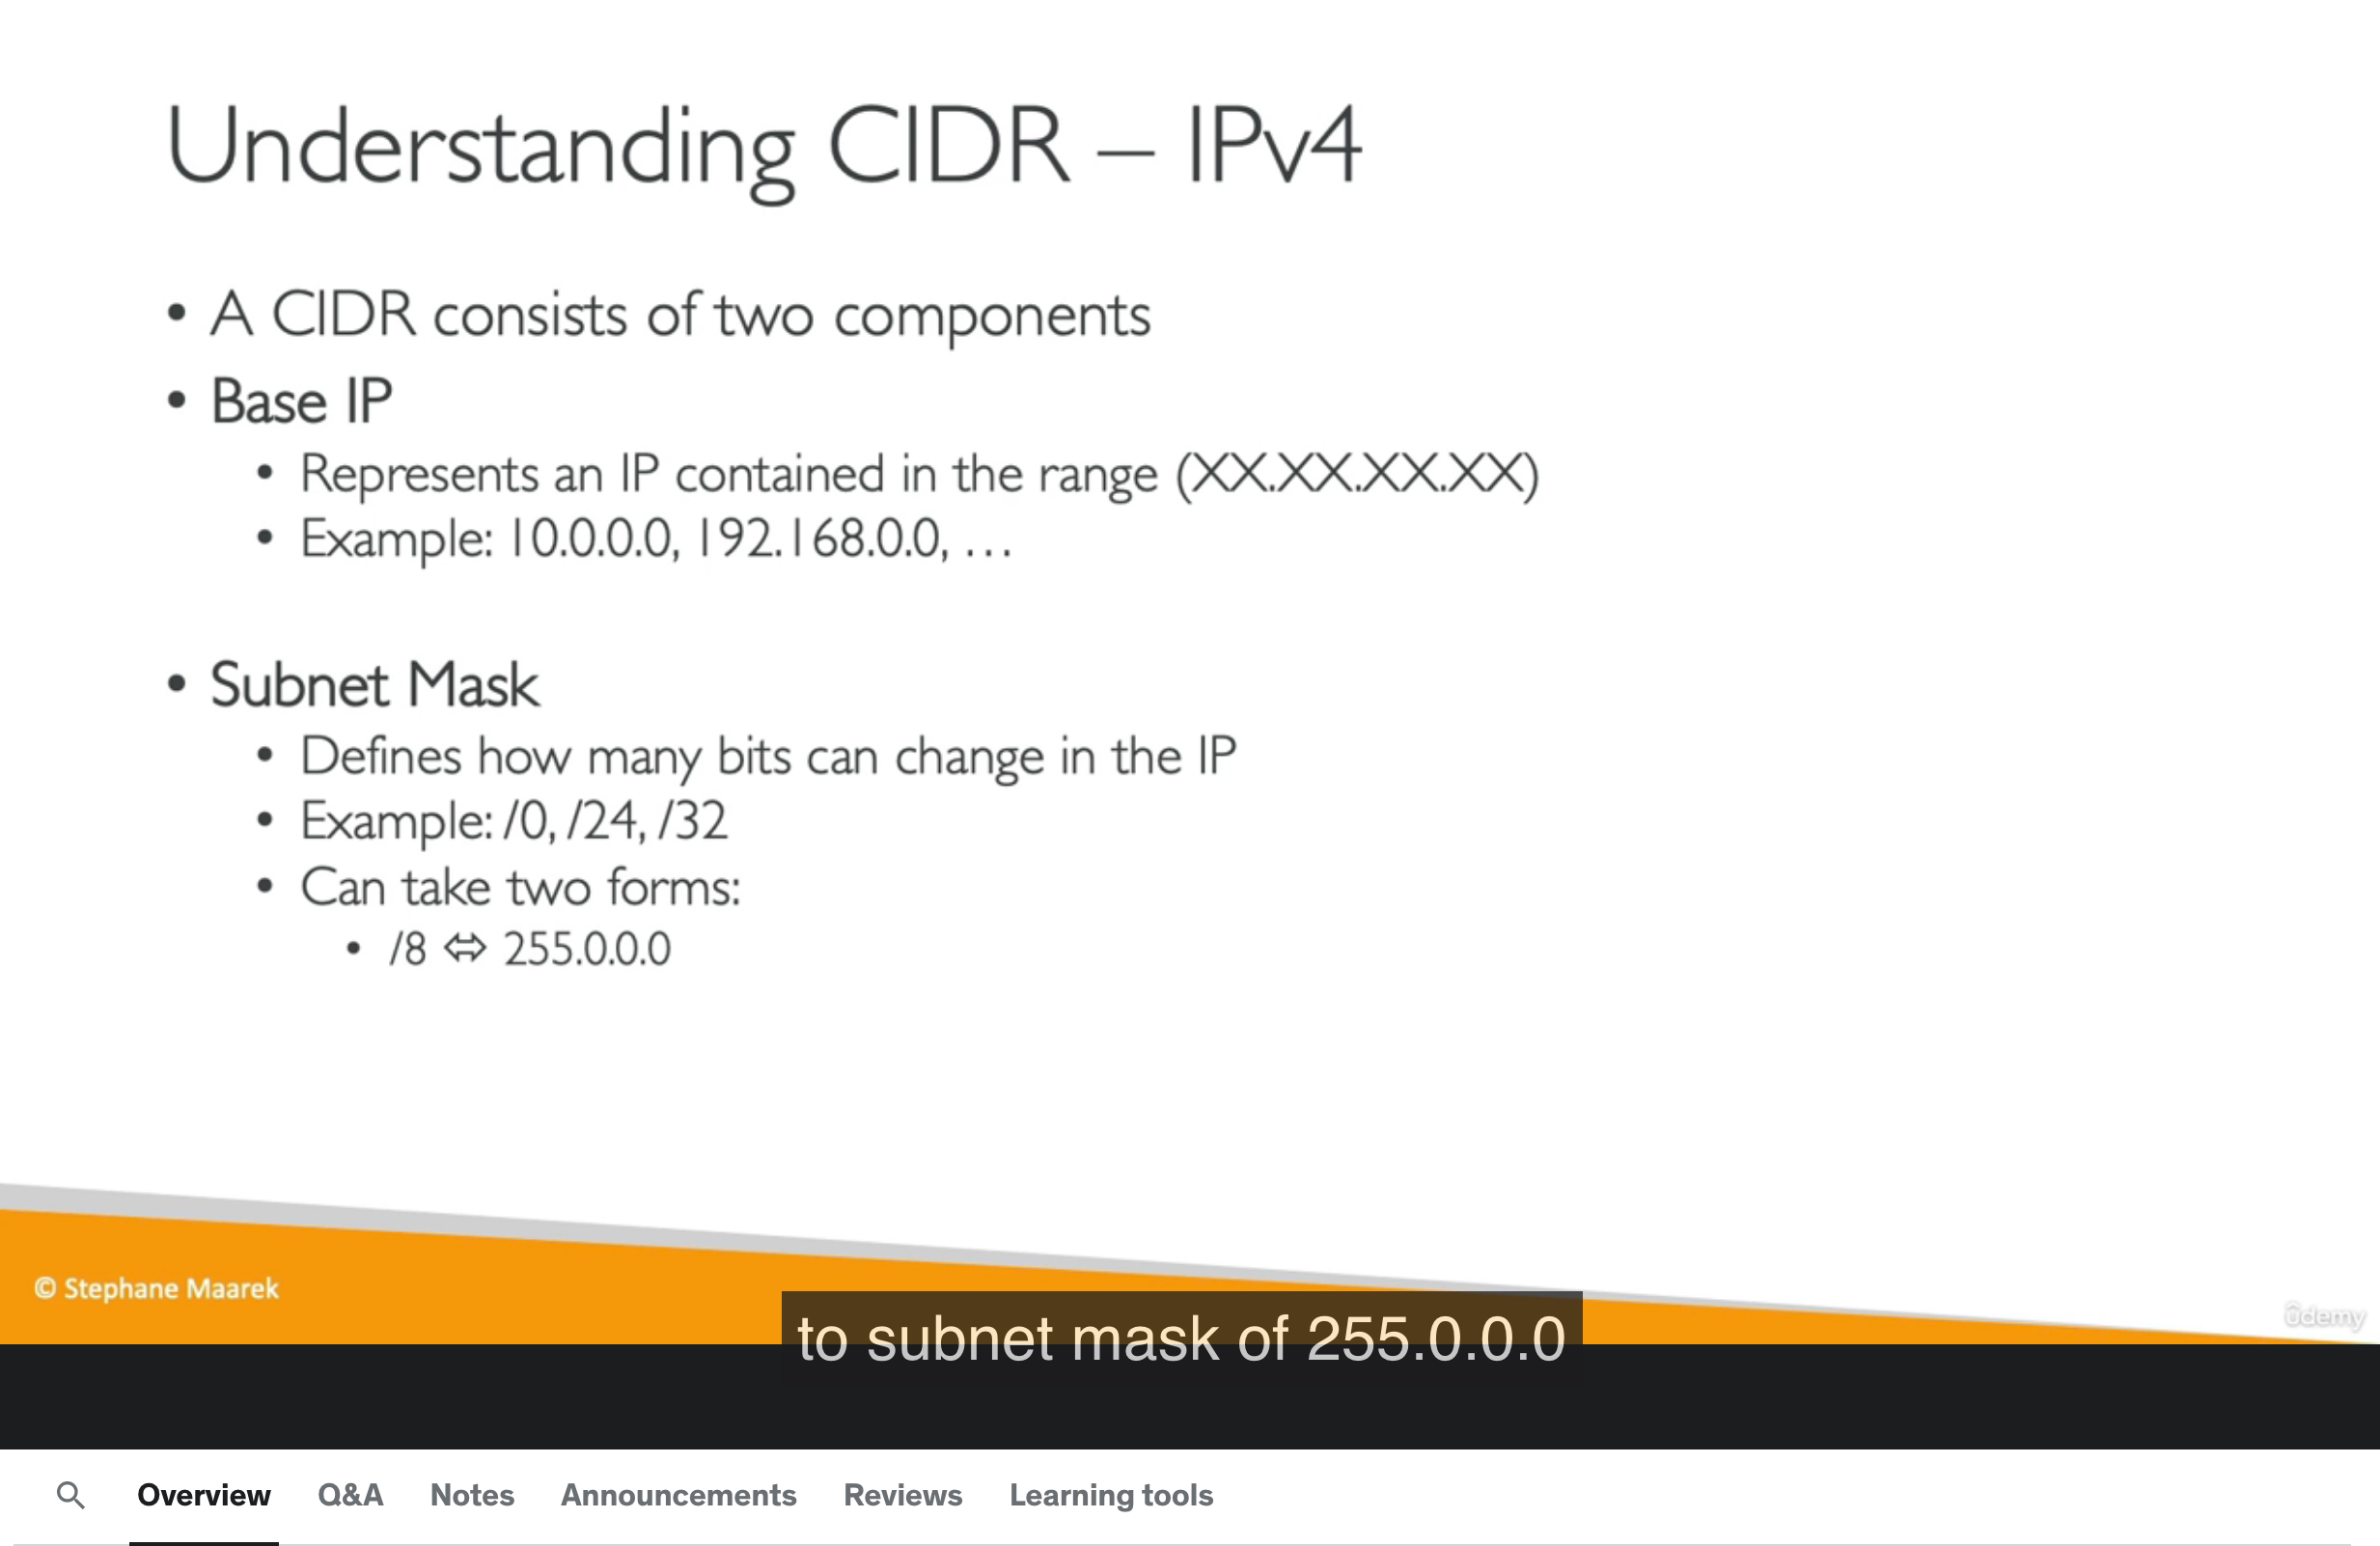 Understanding CIDR – IPv4
• A CIDR consists of two components
• Base IP
• Represents an IP contained in the range (XX.XX.XX.XX)
• Example: 10.0.0.0, 192.168.0.0, …
• Subnet Mask
• Defines how many bits can change in the IP
• Example: /0, /24, /32
• Can take two forms:
• /8 ⬄ 255.0.0.0
© Stephane Maarek
ûdemy
to subnet mask of 255.0.0.0
Overview Q&A Notes Announcements Reviews Learning tools